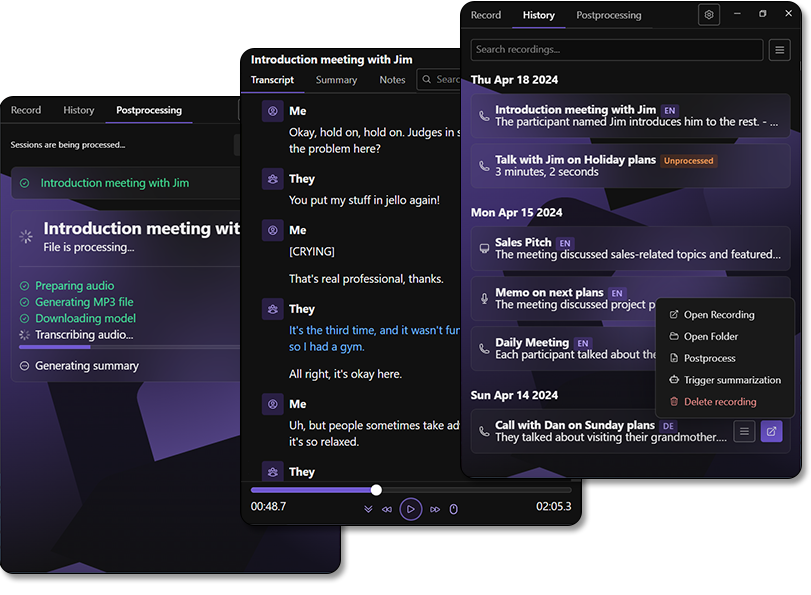 Record History Postprocessing
Sessions are being processed...
Introduction meeting with Jim
Introduction meeting wit
File is processing...
Preparing audio
Generating MP3 file
Downloading model
Transcribing audio...
Generating summary
Introduction meeting with Jim
Transcript Summary Notes Searc
Me
Okay, hold on, hold on. Judges in s
the problem here?
They
You put my stuff in jello again!
Me
[CRYING]
That's real professional, thanks.
They
It's the third time, and it wasn't fun
so I had a gym.
All right, it's okay here.
Me
Uh, but people sometimes take ad
it's so relaxed.
They
00:48.7 02:05.3
Record History Postprocessing
Search recordings...
Thu Apr 18 2024
Introduction meeting with Jim EN
The participant named Jim introduces him to the rest. - ...
Talk with Jim on Holiday plans Unprocessed
3 minutes, 2 seconds
Mon Apr 15 2024
Sales Pitch EN
The meeting discussed sales-related topics and featured...
Memo on next plans EN
The meeting discussed project p
Daily Meeting EN
Each participant talked about the
Open Recording
Open Folder
Postprocess
Trigger summarization
Delete recording
Sun Apr 14 2024
Call with Dan on Sunday plans DE
They talked about visiting their grandmother....